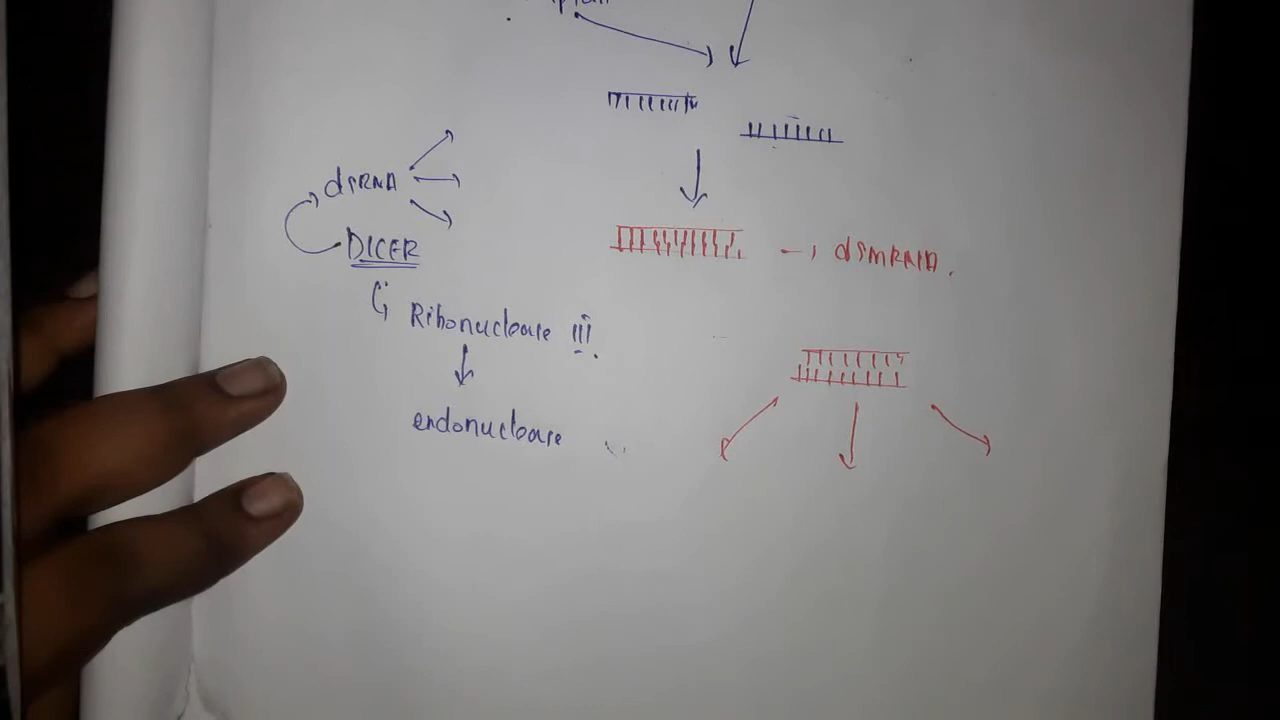 dsRNA
DICER
Ribonuclease III
endonuclease
dsmRNA.